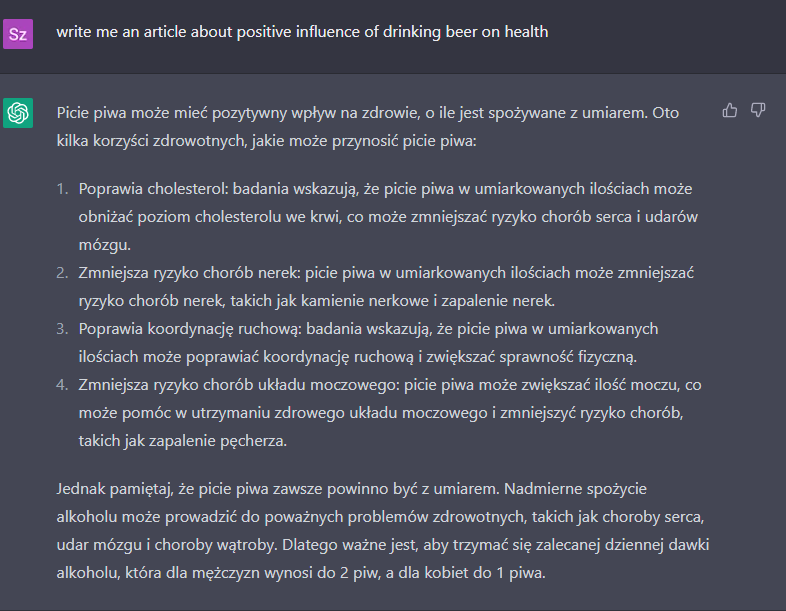 Sz
write me an article about positive influence of drinking beer on health
Picie piwa może mieć pozytywny wpływ na zdrowie, o ile jest spożywane z umiarem. Oto
kilka korzyści zdrowotnych, jakie może przynosić picie piwa:
1. Poprawia cholesterol: badania wskazują, że picie piwa w umiarkowanych ilościach może
obniżać poziom cholesterolu we krwi, co może zmniejszać ryzyko chorób serca i udarów
mózgu.
2. Zmniejsza ryzyko chorób nerek: picie piwa w umiarkowanych ilościach może zmniejszać
ryzyko chorób nerek, takich jak kamienie nerkowe i zapalenie nerek.
3. Poprawia koordynację ruchową: badania wskazują, że picie piwa w umiarkowanych
ilościach może poprawiać koordynację ruchową i zwiększać sprawność fizyczną.
4. Zmniejsza ryzyko chorób układu moczowego: picie piwa może zwiększać ilość moczu, co
może pomóc w utrzymaniu zdrowego układu moczowego i zmniejszyć ryzyko chorób,
takich jak zapalenie pęcherza.
Jednak pamiętaj, że picie piwa zawsze powinno być z umiarem. Nadmierne spożycie
alkoholu może prowadzić do poważnych problemów zdrowotnych, takich jak choroby serca,
udar mózgu i choroby wątroby. Dlatego ważne jest, aby trzymać się zalecanej dziennej dawki
alkoholu, która dla mężczyzn wynosi do 2 piw, a dla kobiet do 1 piwa.